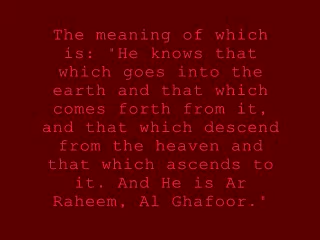 The meaning of which
is: "He knows that
which goes into the
earth and that which
comes forth from it,
and that which descend
from the heaven and
that which ascends to
it. And He is Ar
Raheem, Al Ghafoor."